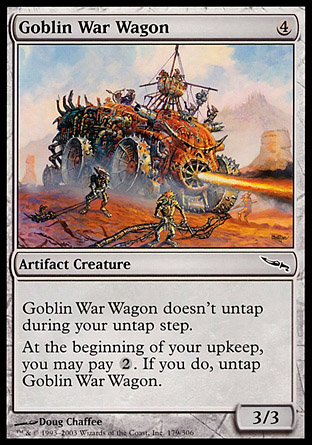 Goblin War Wagon 4
Artifact Creature
Goblin War Wagon doesn't untap
during your untap step.
At the beginning of your upkeep,
you may pay 2. If you do, untap
Goblin War Wagon.
Doug Chaffee
™ & © 1993–2003 Wizards of the Coast, Inc. 179/306
3/3